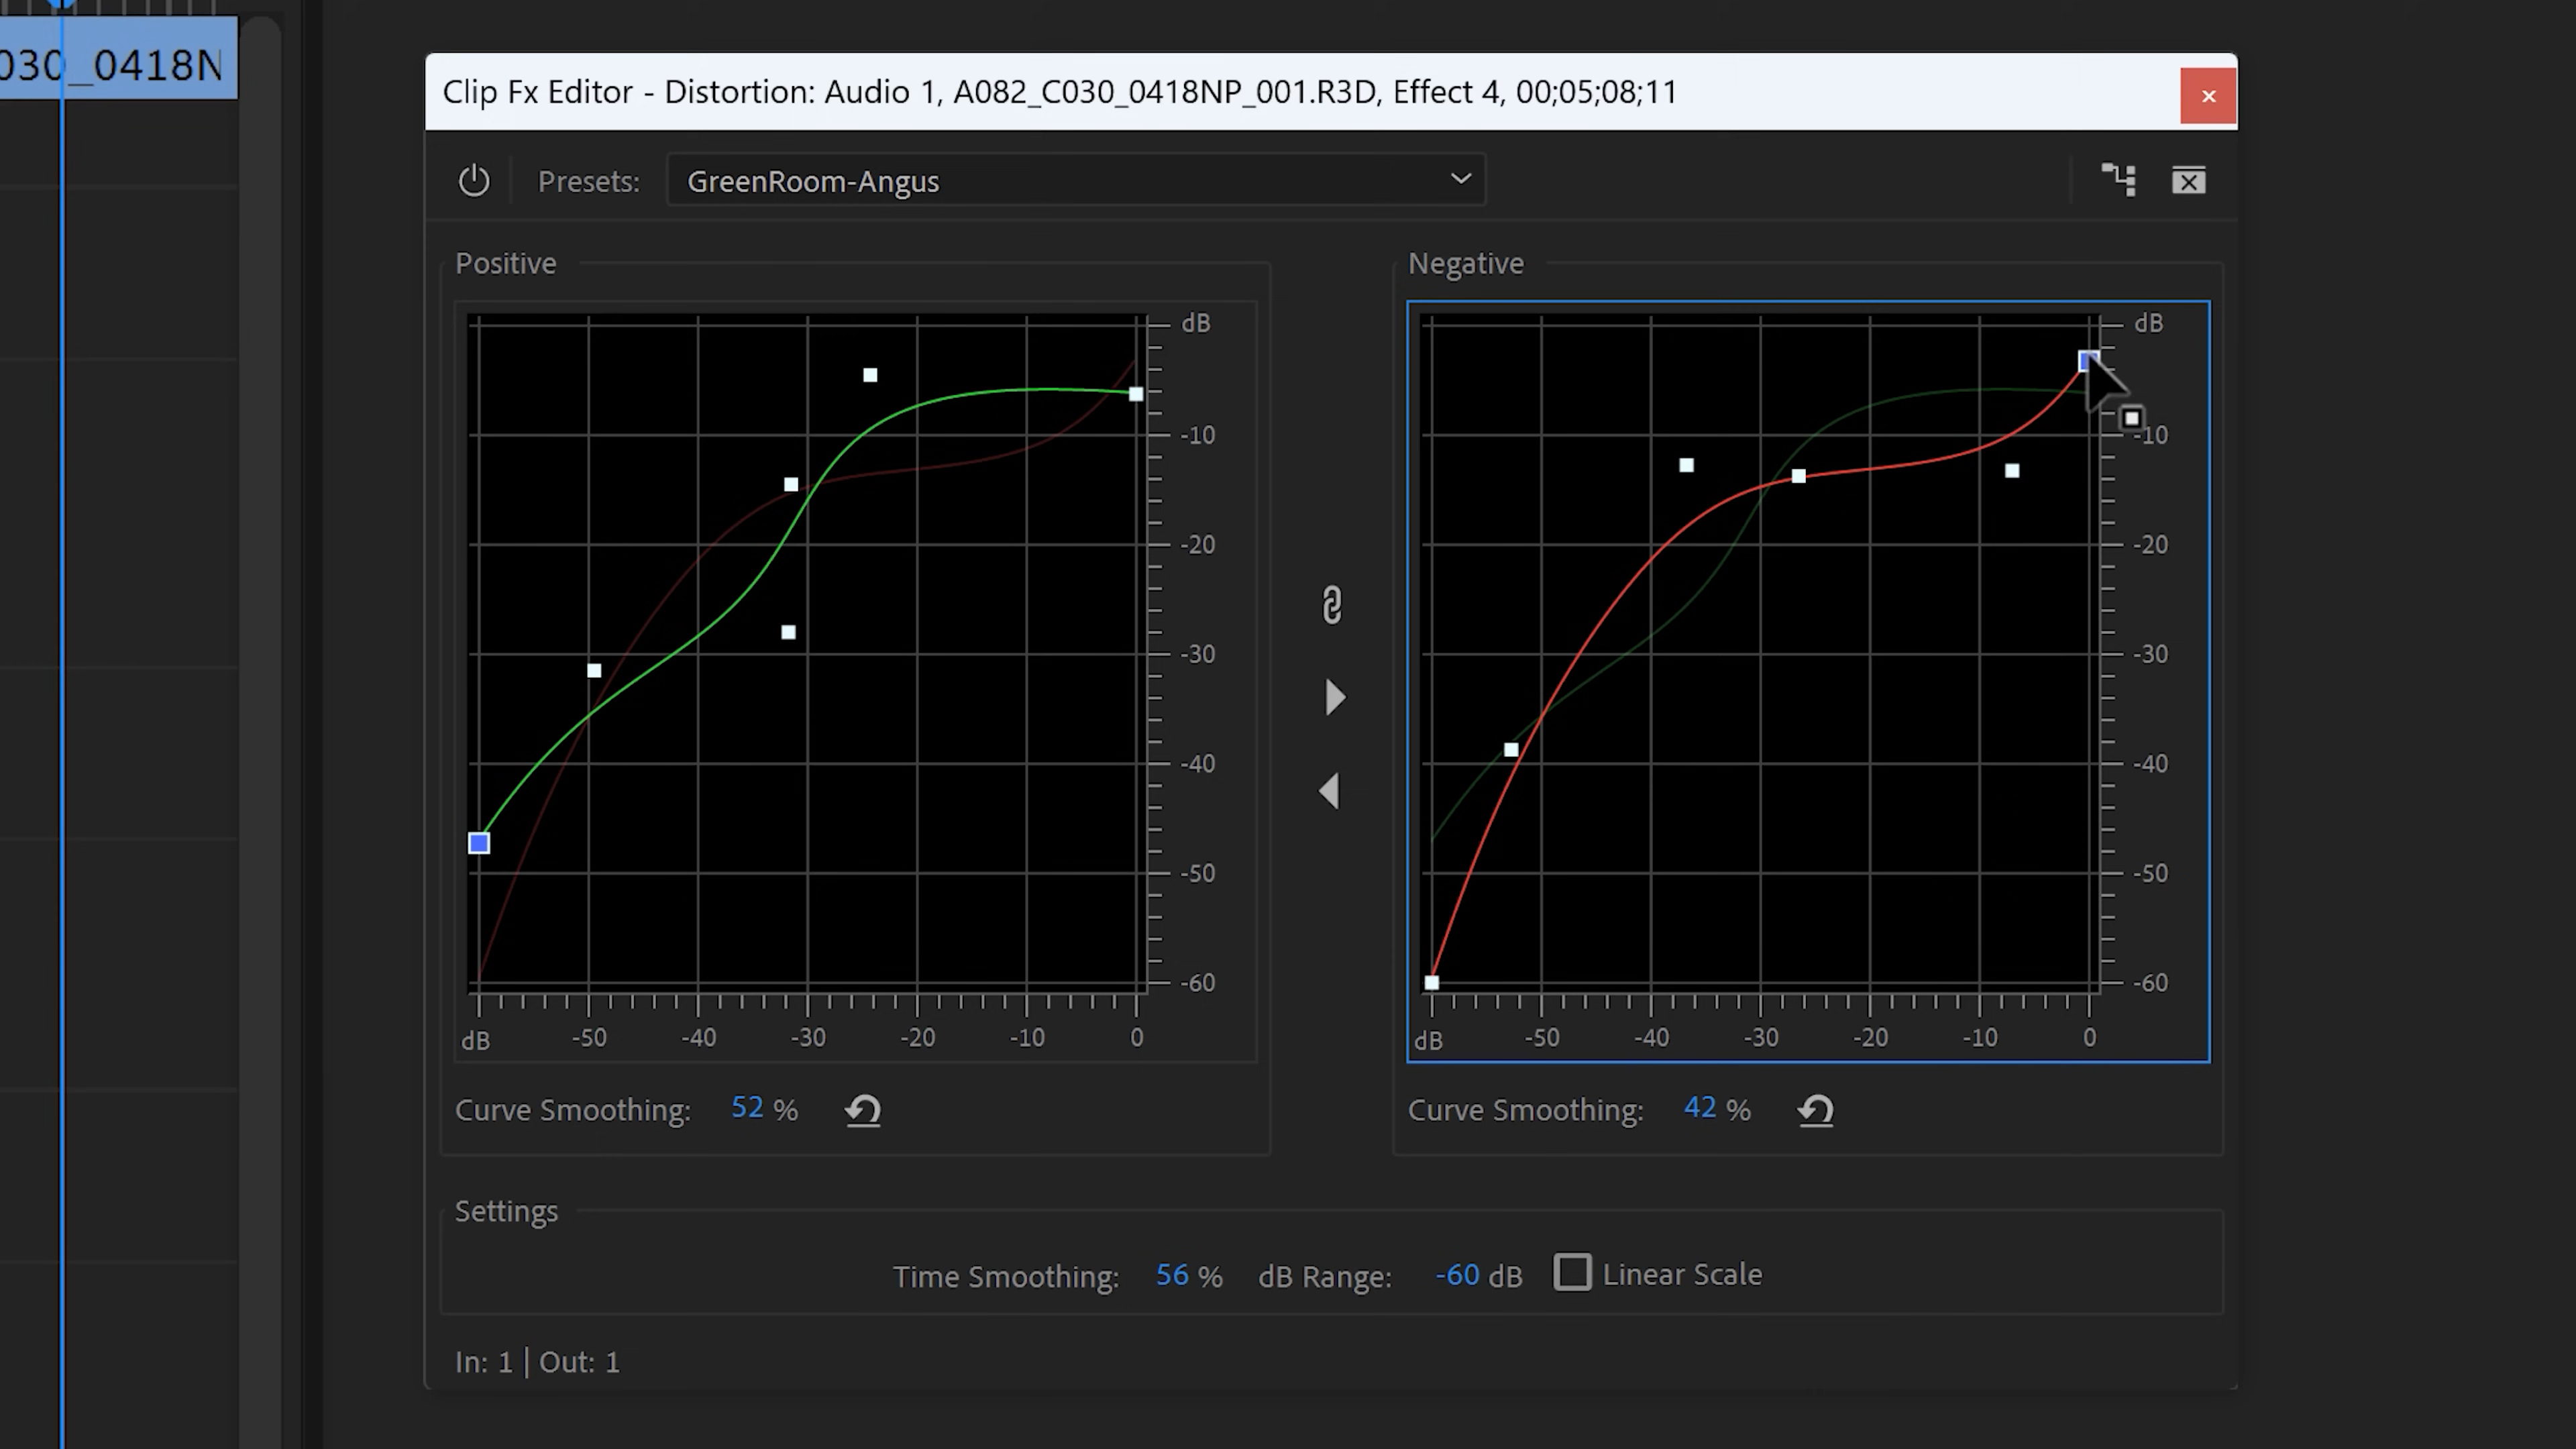 030_0418N
Clip Fx Editor - Distortion: Audio 1, A082_C030_0418NP_001.R3D, Effect 4, 00;05;08;11
Presets: GreenRoom-Angus
Positive
dB
-10
-20
-30
-40
-50
-60
dB -50 -40 -30 -20 -10 0
Curve Smoothing: 52 %
Negative
dB
-10
-20
-30
-40
-50
-60
dB -50 -40 -30 -20 -10 0
Curve Smoothing: 42 %
Settings
Time Smoothing: 56 % dB Range: -60 dB Linear Scale
In: 1 | Out: 1